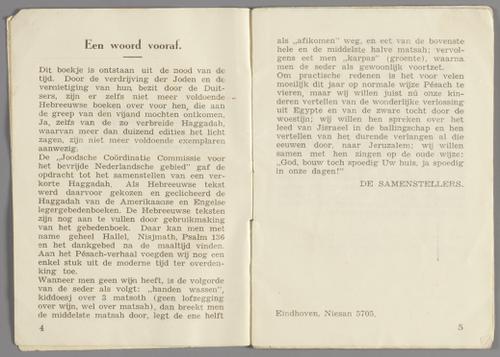 Een woord vooraf.
Dit boekje is ontstaan uit de nood van de
tijd. Door de verdrijving der Joden en de
vernietiging van hun bezit door de Duit-
sers, zijn er zelfs niet meer voldoende
Hebreeuwse boeken over voor hen, die aan
de greep van den vijand mochten ontkomen.
Ja, zelfs van de zo verbreide Haggadah,
waarvan meer dan duizend edities het licht
zagen, zijn niet meer voldoende exemplaren
aanwezig.
De „Joodsche Coördinatie Commissie voor
het bevrijde Nederlandsche gebied" gaf de
opdracht tot het samenstellen van een ver-
korte Haggadah. Als Hebreeuwse tekst
werd daarvoor gekozen en geclicheerd de
Haggadah van de Amerikaanse en Engelse
legergebedenboeken. De Hebreeuwse teksten
zijn nog aan te vullen door gebruikmaking
van het gebedenboek. Daar kan men met
name geheel Hallel, Nisjmath, Psalm 136
en het dankgebed na de maaltijd vinden.
Aan het Pésach-verhaal voegden wij nog een
enkel stuk uit de moderne tijd ter overden-
king toe.
Wanneer men geen wijn heeft, is de volgorde
van de seder als volgt: „handen wassen",
kiddoesj over 3 matsoth (geen lofzegging
over wijn, wel over matsah), dan breekt men
de middelste matsah door, legt de ene helft
4
als „afikomen" weg, en eet van de bovenste
hele en de middelste halve matsah; vervol-
gens eet men „karpas" (groente), waarna
men de seder als gewoonlijk voortzet.
Om practische redenen is het voor velen
moeilijk dit jaar op normale wijze Pésach te
vieren, maar wij willen juist nú onze kin-
deren vertellen van de wonderlijke verlossing
uit Egypte en van de zware tocht door de
woestijn; wij willen hen spreken over het
leed van Jisraeel in de ballingschap en hen
vertellen van het durende verlangen al die
eeuwen door, naar Jeruzalem; wij willen
samen met hen zingen op de oude wijze:
„God, bouw toch spoedig Uw huis, ja spoedig
in onze dagen!"
DE SAMENSTELLERS.
Eindhoven, Niesan 5705.
5